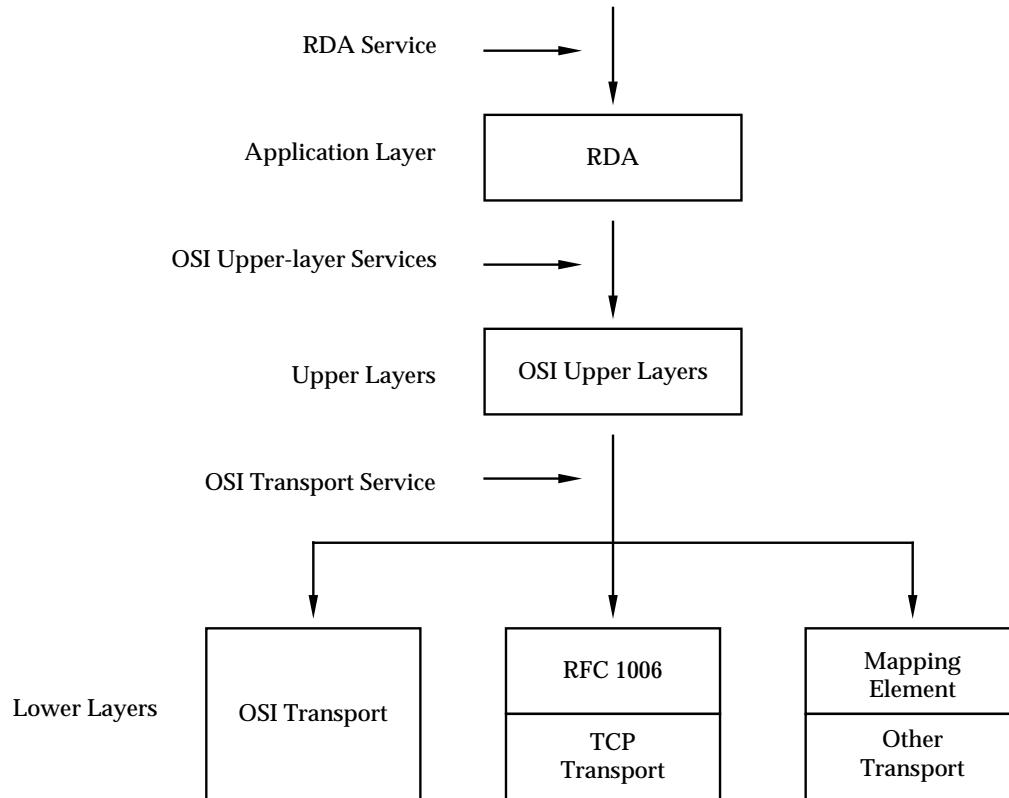 RDA Service
Application Layer
RDA
OSI Upper-layer Services
Upper Layers
OSI Upper Layers
OSI Transport Service
Lower Layers
OSI Transport
RFC 1006
TCP
Transport
Mapping
Element
Other
Transport